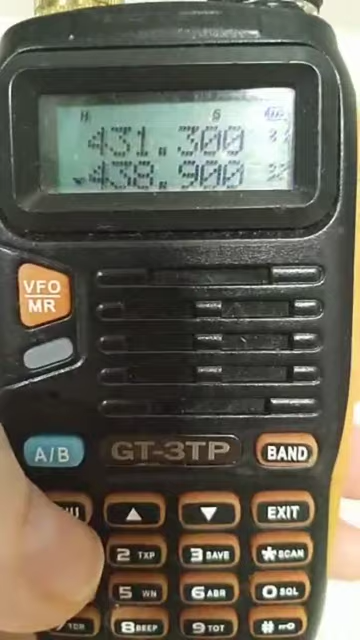 H S
431.300
438.900
VFO
MR
A/B GT-3TP BAND
EXIT
2 TXP 3 SAVE * SCAN
5 WN 6 ABR 0 SQL
8 BEEP 9 TOT #